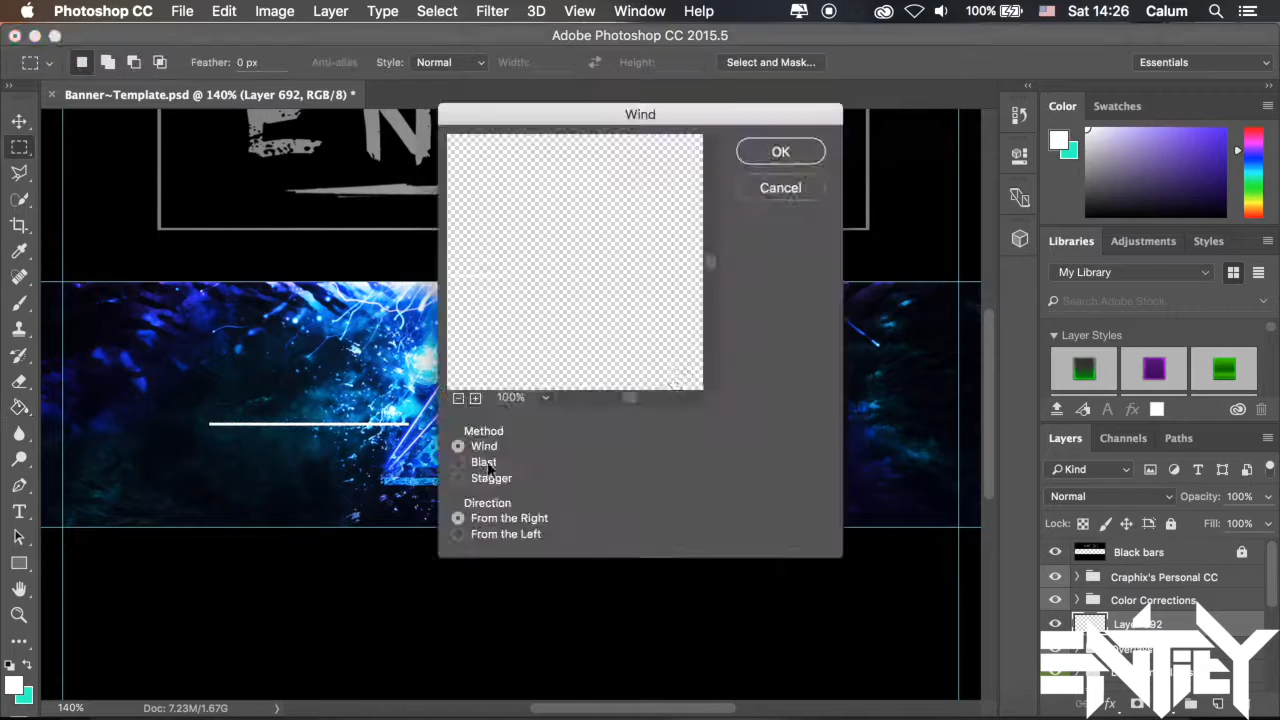 Photoshop CC File Edit Image Layer Type Select Filter 3D View Window Help 100% Sat 14:26 Calum
Adobe Photoshop CC 2015.5
Feather: 0 px Anti-alias Style: Normal Width: Height: Select and Mask... Essentials
Banner~Template.psd @ 140% (Layer 692, RGB/8) *
Color Swatches
E N
Wind
OK
Cancel
100%
Method
Wind
Blast
Stagger
Direction
From the Right
From the Left
Libraries Adjustments Styles
My Library
Search Adobe Stock
Layer Styles
Layers Channels Paths
Kind
Normal Opacity: 100%
Lock: Fill: 100%
Black bars
Craphix's Personal CC
Color Corrections
ENTITY
140% Doc: 7.23M/1.67G